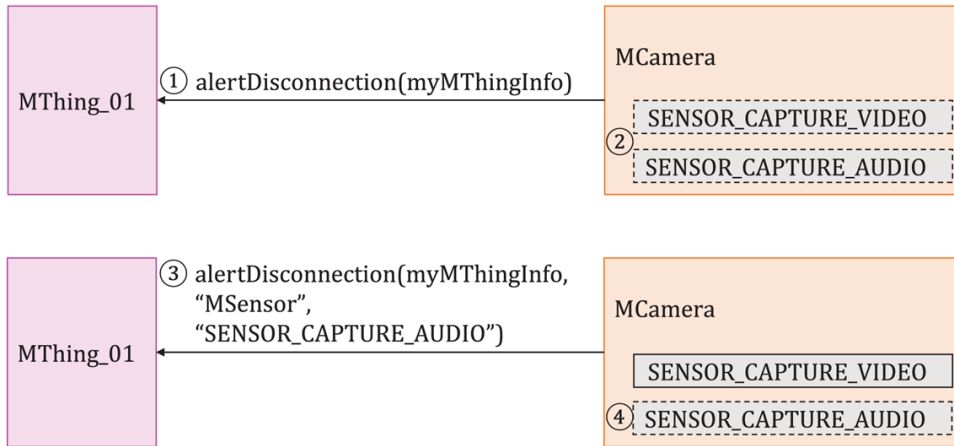 MThing_01
① alertDisconnection(myMThingInfo)
MCamera
SENSOR_CAPTURE_VIDEO
②
SENSOR_CAPTURE_AUDIO
MThing_01
③ alertDisconnection(myMThingInfo,
“MSensor”,
“SENSOR_CAPTURE_AUDIO”)
MCamera
SENSOR_CAPTURE_VIDEO
④ SENSOR_CAPTURE_AUDIO